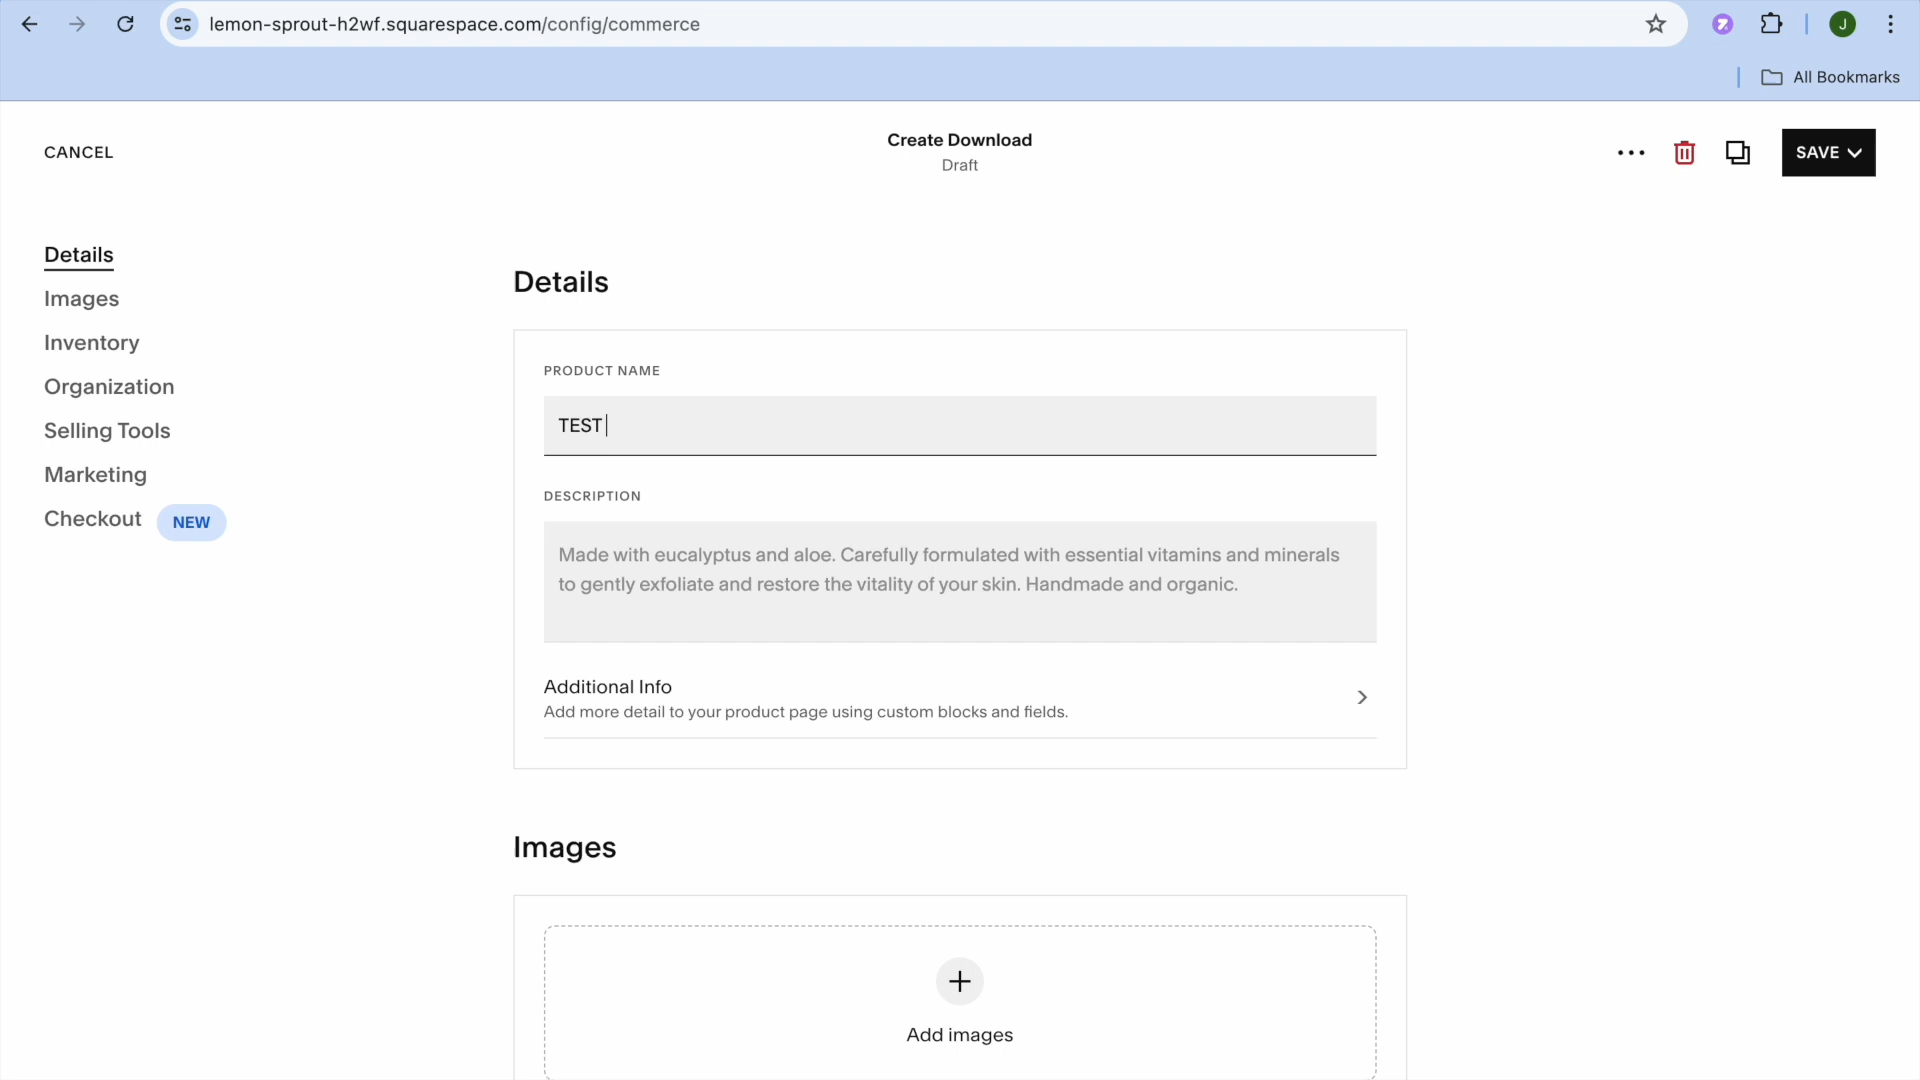 lemon-sprout-h2wf.squarespace.com/config/commerce
J
All Bookmarks
CANCEL
Create Download
Draft
SAVE
Details
Images
Inventory
Organization
Selling Tools
Marketing
Checkout NEW
Details
PRODUCT NAME
TEST
DESCRIPTION
Made with eucalyptus and aloe. Carefully formulated with essential vitamins and minerals
to gently exfoliate and restore the vitality of your skin. Handmade and organic.
Additional Info
Add more detail to your product page using custom blocks and fields.
Images
Add images